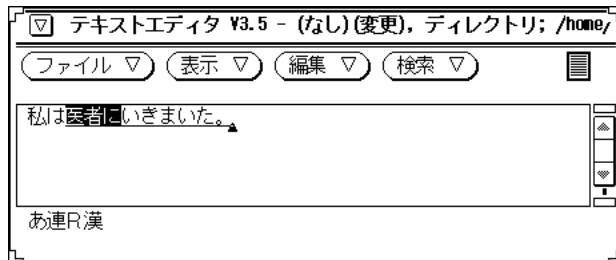 テキストエディタ V3.5 - (なし)(変更), ディレクトリ; /home/
ファイル 表示 編集 検索
私は医者にいきまいた。
あ連R漢